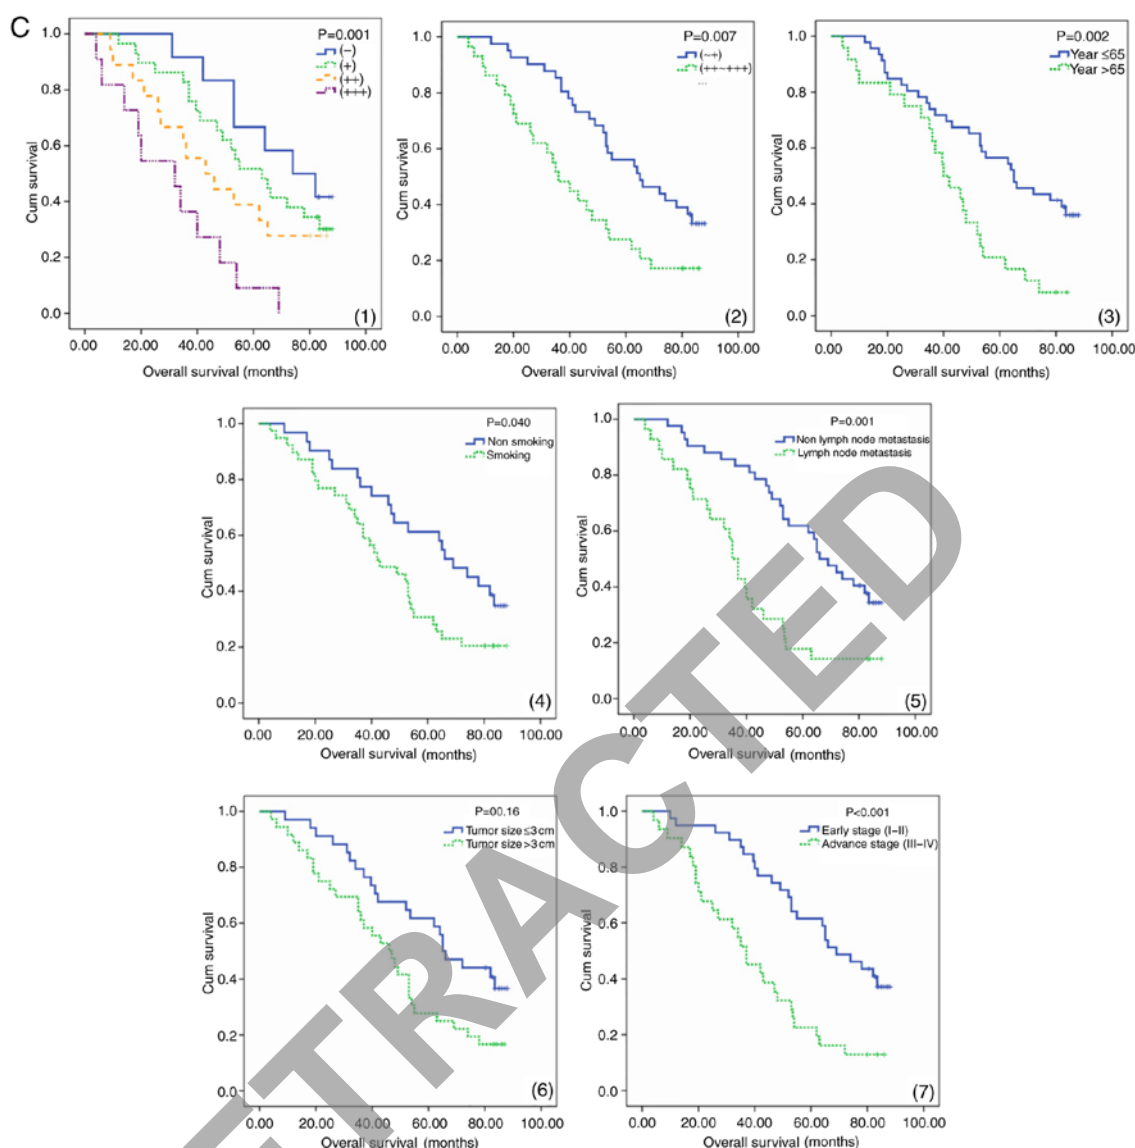 C
P=0.001
(−)
(+)
(++)
(+++)
1.0
0.8
0.6
0.4
0.2
0.0
Cum survival
0.00 20.00 40.00 60.00 80.00 100.00
Overall survival (months)
(1)
P=0.007
(−+)
(++~+++)
1.0
0.8
0.6
0.4
0.2
0.0
Cum survival
0.00 20.00 40.00 60.00 80.00 100.00
Overall survival (months)
(2)
P=0.002
Year ≤65
Year >65
1.0
0.8
0.6
0.4
0.2
0.0
Cum survival
0.00 20.00 40.00 60.00 80.00 100.00
Overall survival (months)
(3)
P=0.040
Non smoking
Smoking
1.0
0.8
0.6
0.4
0.2
0.0
Cum survival
0.00 20.00 40.00 60.00 80.00 100.00
Overall survival (months)
(4)
P=0.001
Non lymph node metastasis
Lymph node metastasis
1.0
0.8
0.6
0.4
0.2
0.0
Cum survival
0.00 20.00 40.00 60.00 80.00 100.00
Overall survival (months)
(5)
P=00.16
Tumor size ≤3cm
Tumor size >3cm
1.0
0.8
0.6
0.4
0.2
0.0
Cum survival
0.00 20.00 40.00 60.00 80.00 100.00
Overall survival (months)
(6)
P<0.001
Early stage (I−II)
Advance stage (III−IV)
1.0
0.8
0.6
0.4
0.2
0.0
Cum survival
0.00 20.00 40.00 60.00 80.00 100.00
Overall survival (months)
(7)
ETRACTED